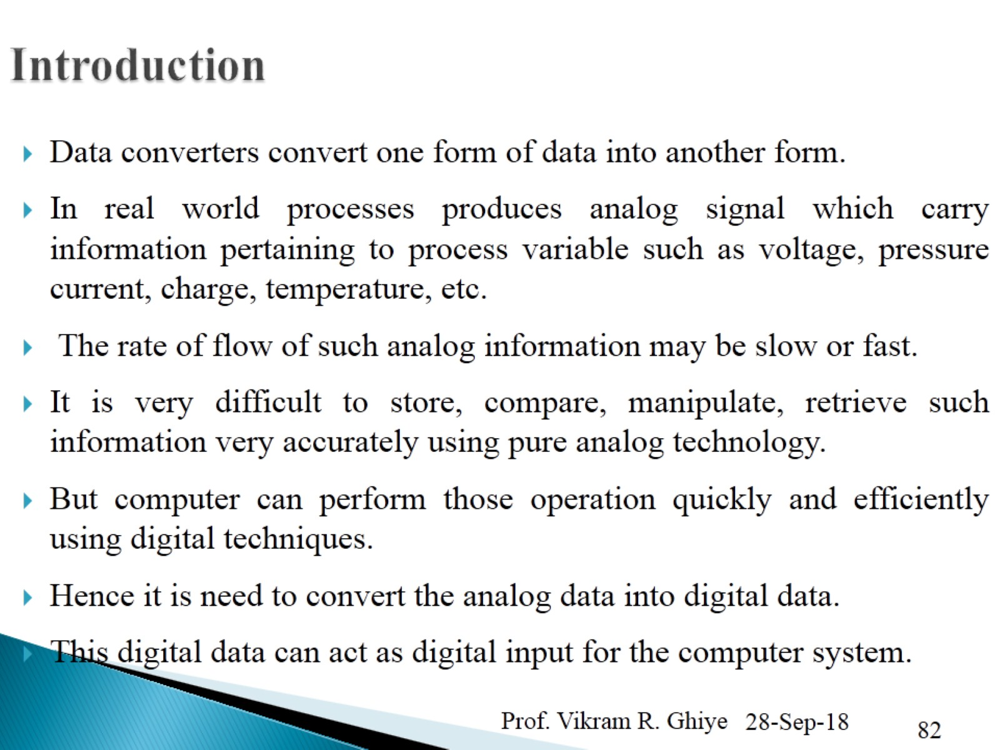 Introduction
Data converters convert one form of data into another form.
In real world processes produces analog signal which carry
information pertaining to process variable such as voltage, pressure
current, charge, temperature, etc.
The rate of flow of such analog information may be slow or fast.
It is very difficult to store, compare, manipulate, retrieve such
information very accurately using pure analog technology.
But computer can perform those operation quickly and efficiently
using digital techniques.
Hence it is need to convert the analog data into digital data.
This digital data can act as digital input for the computer system.
Prof. Vikram R. Ghiye 28-Sep-18 82